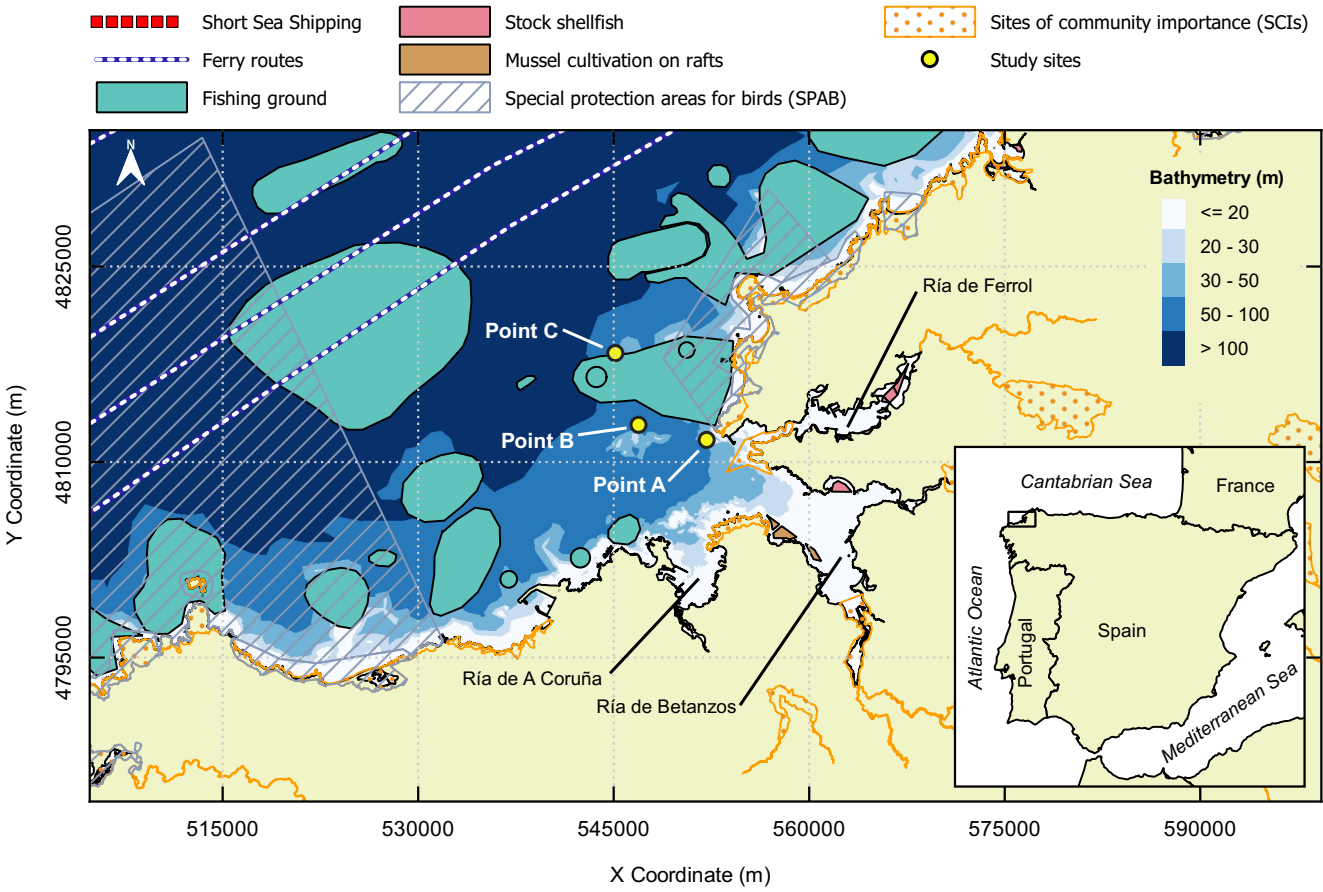 Short Sea Shipping
Stock shellfish
Sites of community importance (SCIs)
Ferry routes
Mussel cultivation on rafts
Study sites
Fishing ground
Special protection areas for birds (SPAB)
N
Bathymetry (m)
<= 20
20 - 30
30 - 50
50 - 100
> 100
Ría de Ferrol
Point C
Point B
Point A
Ría de A Coruña
Ría de Betanzos
Cantabrian Sea
France
Atlantic Ocean
Portugal
Spain
Mediterranean Sea
Y Coordinate (m)
4825000
4810000
4795000
515000
530000
545000
560000
575000
590000
X Coordinate (m)